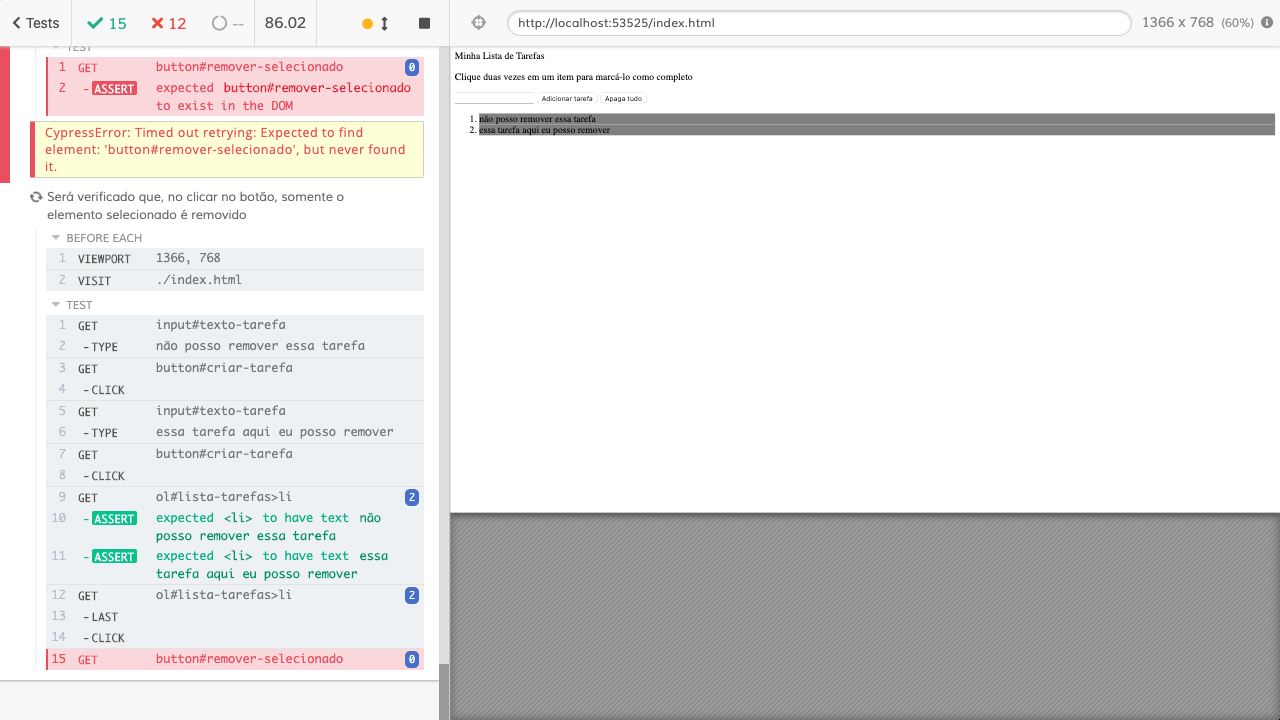 Tests 15 12 -- 86.02 http://localhost:53525/index.html 1366 x 768 (60%)
TEST
1 GET button#remover-selecionado 0
2 -ASSERT expected button#remover-selecionado
to exist in the DOM
CypressError: Timed out retrying: Expected to find
element: 'button#remover-selecionado', but never found
it.
Será verificado que, no clicar no botão, somente o
elemento selecionado é removido
BEFORE EACH
1 VIEWPORT 1366, 768
2 VISIT ./index.html
TEST
1 GET input#texto-tarefa
2 -TYPE não posso remover essa tarefa
3 GET button#criar-tarefa
4 -CLICK
5 GET input#texto-tarefa
6 -TYPE essa tarefa aqui eu posso remover
7 GET button#criar-tarefa
8 -CLICK
9 GET ol#lista-tarefas>li 2
10 -ASSERT expected <li> to have text não
posso remover essa tarefa
11 -ASSERT expected <li> to have text essa
tarefa aqui eu posso remover
12 GET ol#lista-tarefas>li 2
13 -LAST
14 -CLICK
15 GET button#remover-selecionado 0
Minha Lista de Tarefas
Clique duas vezes em um item para marcá-lo como completo
Adicionar tarefa Apaga tudo
1. não posso remover essa tarefa
2. essa tarefa aqui eu posso remover